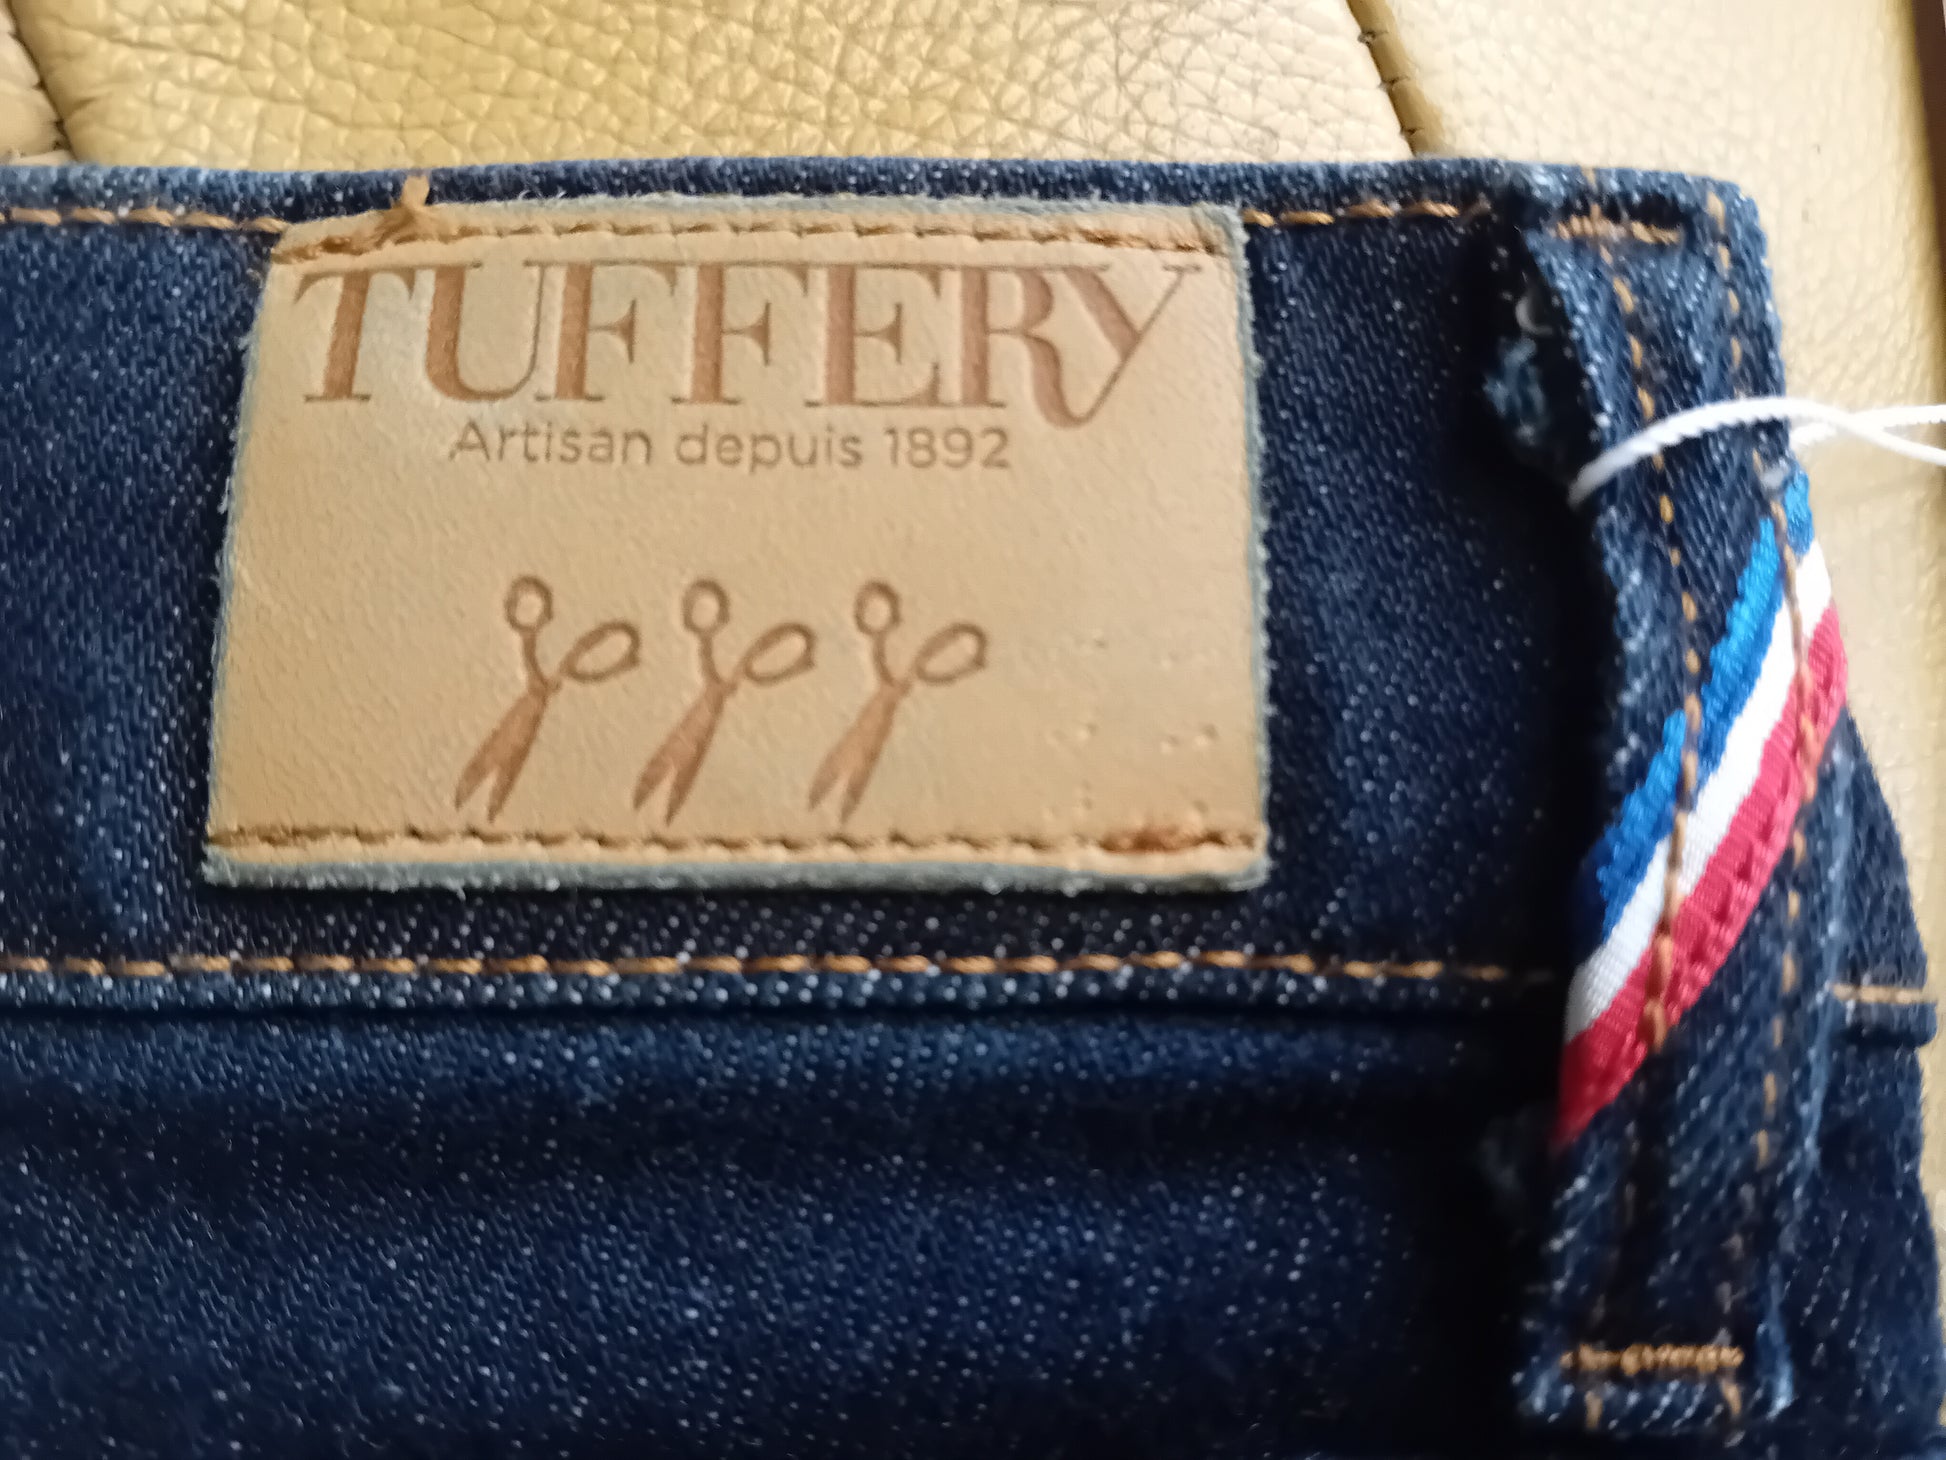 TUFFERY
Artisan depuis 1892